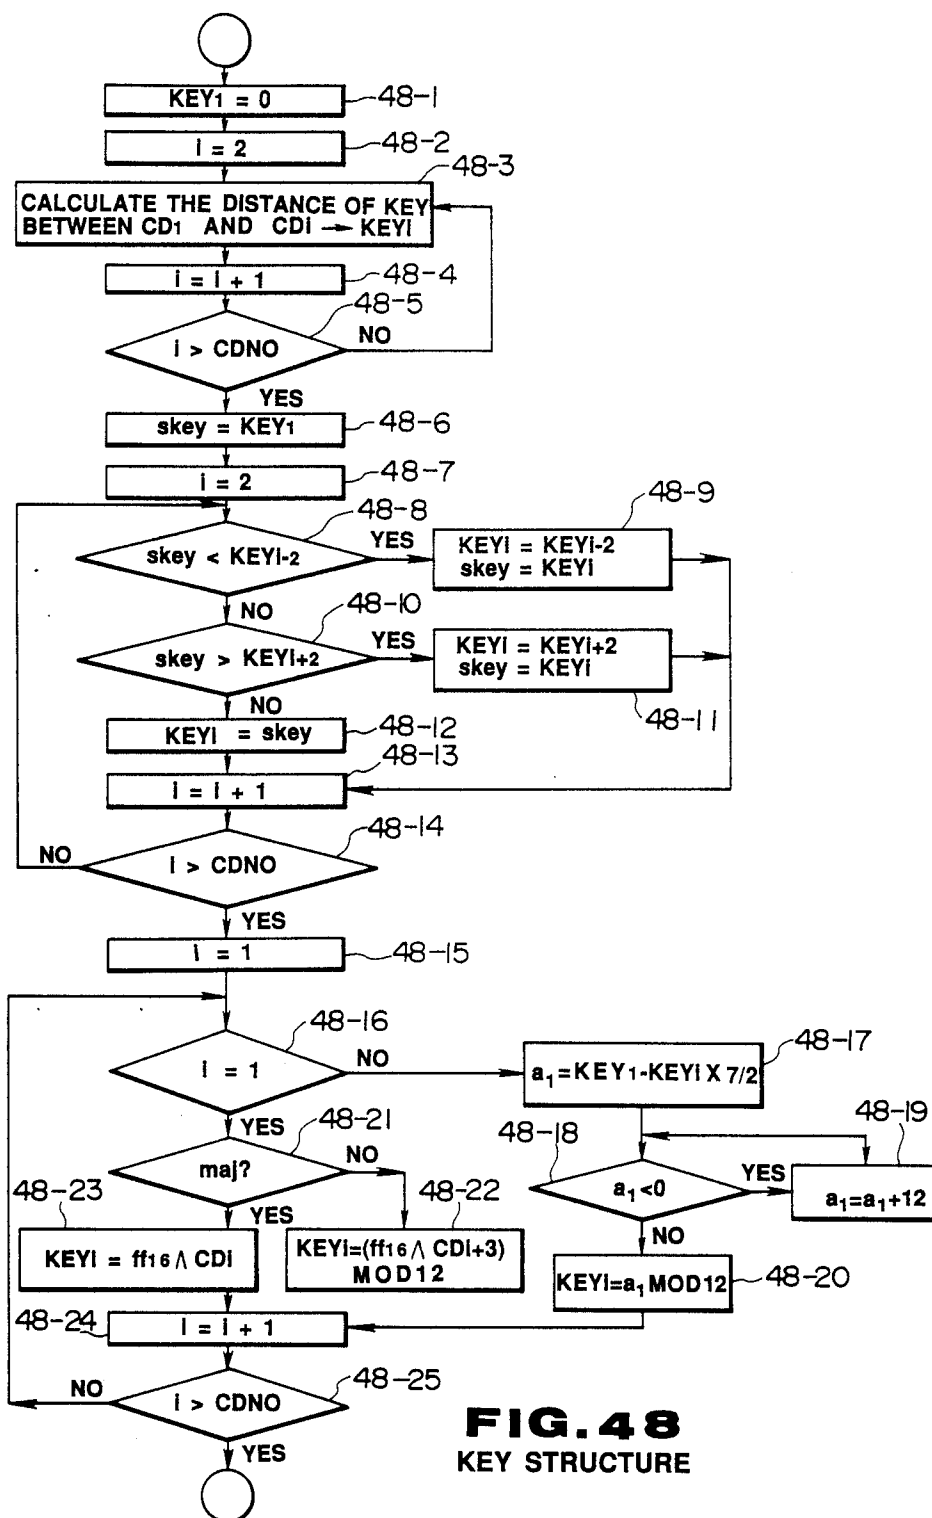 KEY1 = 0
48-1
i = 2
48-2
48-3
CALCULATE THE DISTANCE OF KEY
BETWEEN CD1 AND CDi → KEYi
i = i + 1
48-4
48-5
i > CDNO
NO
YES
skey = KEY1
48-6
i = 2
48-7
48-8
skey < KEYi-2
YES
48-9
KEYi = KEYi-2
skey = KEYi
NO
48-10
skey > KEYi+2
YES
KEYi = KEYi+2
skey = KEYi
48-11
NO
KEYi = skey
48-12
48-13
i = i + 1
48-14
i > CDNO
NO
YES
i = 1
48-15
48-16
i = 1
NO
48-17
a1=KEY1-KEYi X 7/2
YES
48-18
a1<0
YES
48-19
a1=a1+12
NO
KEYi=a1 MOD12
48-20
48-21
maj?
NO
48-22
KEYi=(ff16 ∧ CDi+3)
MOD12
YES
48-23
KEYi = ff16 ∧ CDi
48-24
i = i + 1
48-25
i > CDNO
NO
YES
FIG.48
KEY STRUCTURE